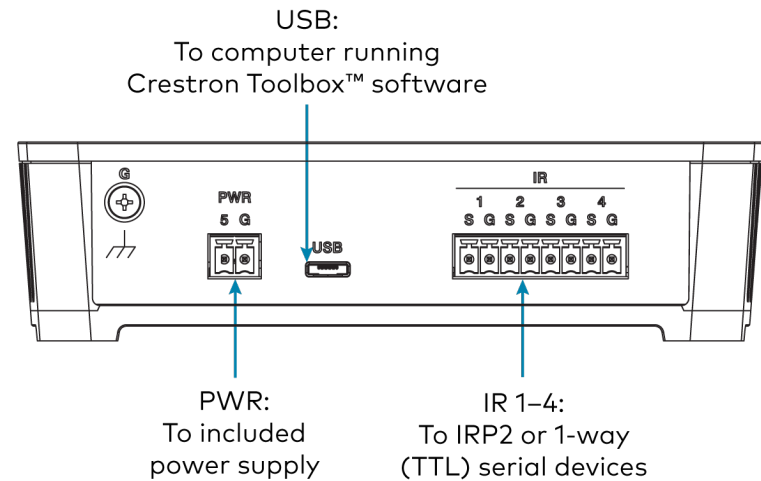 USB:
To computer running
Crestron Toolbox™ software
G
PWR
5 G
USB
IR
1 2 3 4
S G S G S G S G
PWR:
To included
power supply
IR 1–4:
To IRP2 or 1-way
(TTL) serial devices